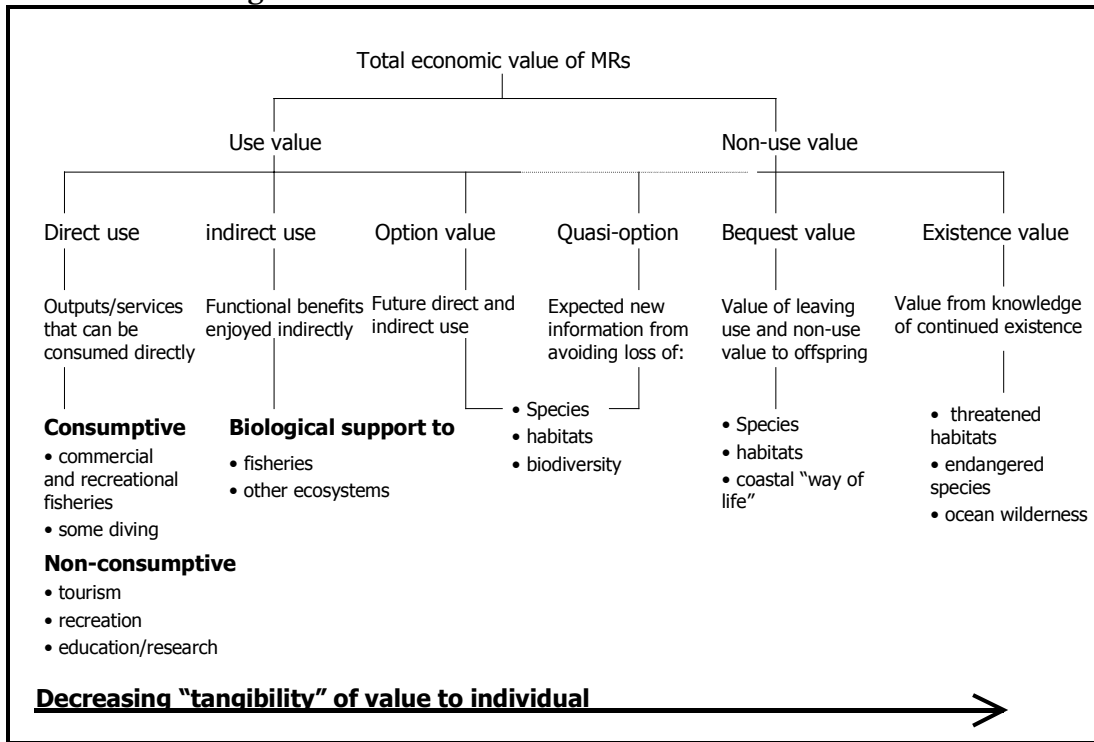 Total economic value of MRs
Use value
Non-use value
Direct use
indirect use
Option value
Quasi-option
Bequest value
Existence value
Outputs/services
that can be
consumed directly
Functional benefits
enjoyed indirectly
Future direct and
indirect use
Expected new
information from
avoiding loss of:
Value of leaving
use and non-use
value to offspring
Value from knowledge
of continued existence
Consumptive
• commercial
and recreational
fisheries
• some diving
Non-consumptive
• tourism
• recreation
• education/research
Biological support to
• fisheries
• other ecosystems
• Species
• habitats
• biodiversity
• Species
• habitats
• coastal “way of
life”
• threatened
habitats
• endangered
species
• ocean wilderness
Decreasing “tangibility” of value to individual